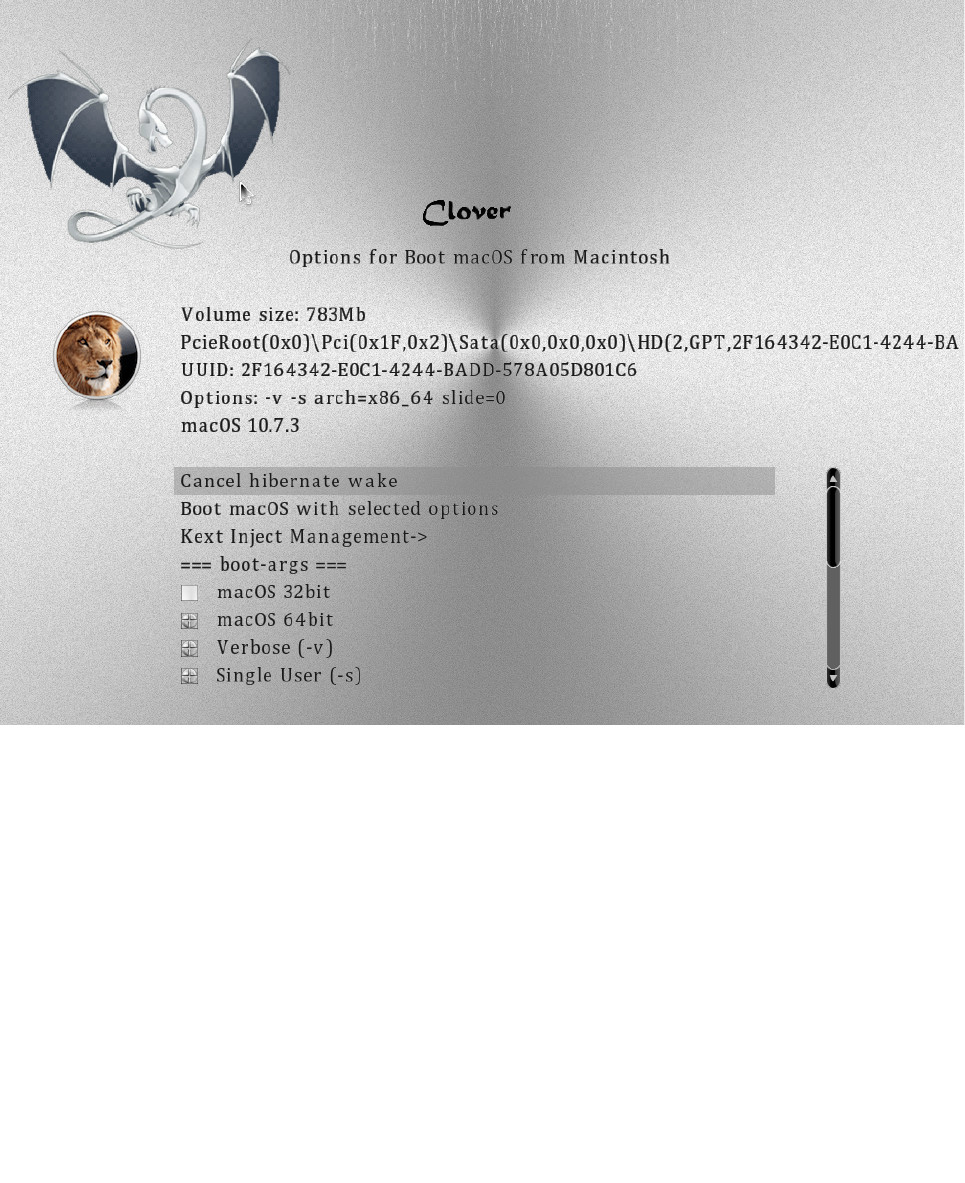 Clover
Options for Boot macOS from Macintosh
Volume size: 783Mb
PcieRoot(0x0)\Pci(0x1F,0x2)\Sata(0x0,0x0,0x0)\HD(2,GPT,2F164342-E0C1-4244-BA
UUID: 2F164342-E0C1-4244-BADD-578A05D801C6
Options: -v -s arch=x86_64 slide=0
macOS 10.7.3
Cancel hibernate wake
Boot macOS with selected options
Kext Inject Management->
=== boot-args ===
macOS 32bit
macOS 64bit
Verbose (-v)
Single User (-s)